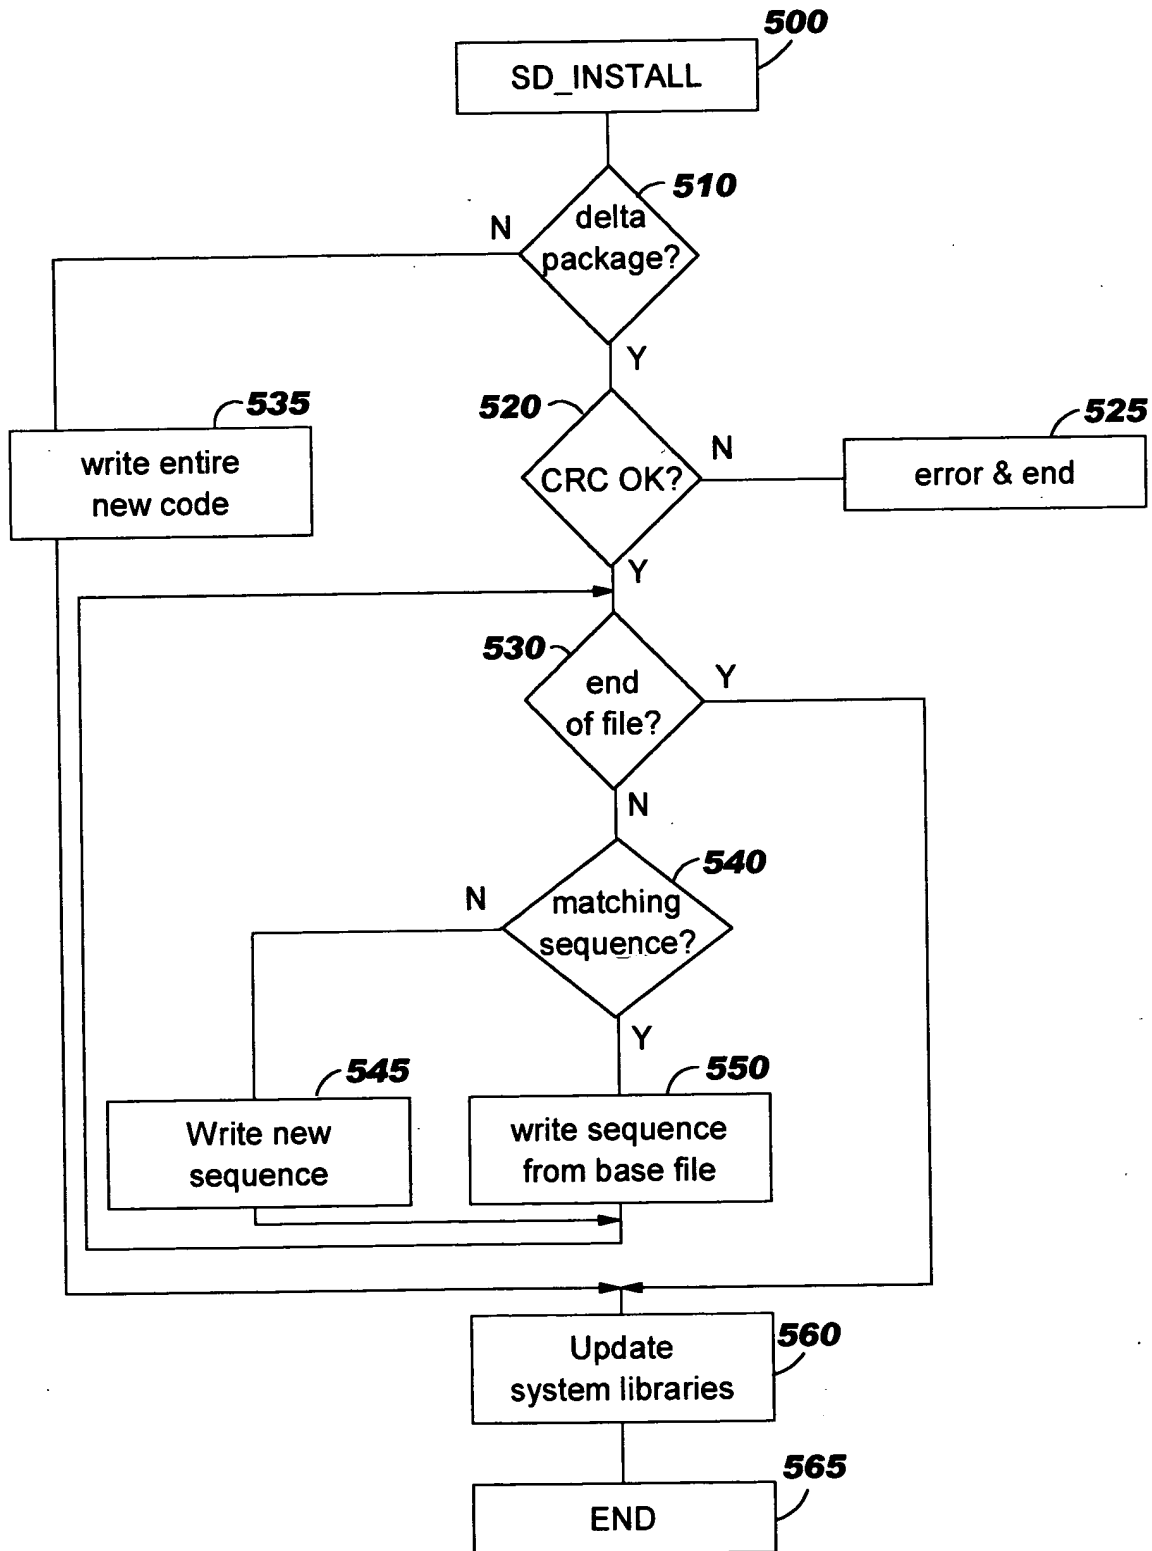 500
SD_INSTALL
510
delta
package?
N
Y
535
write entire
new code
520
CRC OK?
N
525
error & end
Y
530
end
of file?
Y
N
540
matching
sequence?
N
Y
545
Write new
sequence
550
write sequence
from base file
Update
system libraries
560
565
END